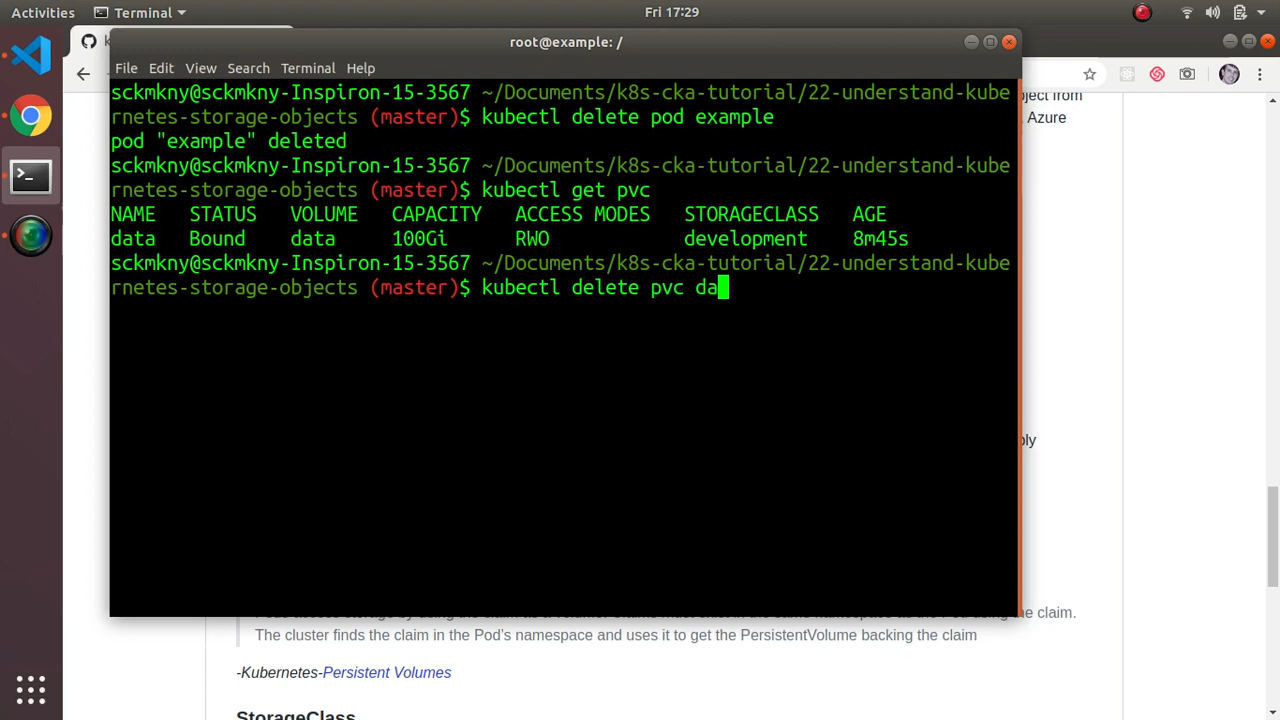 Activities Terminal Fri 17:29
root@example: /
File Edit View Search Terminal Help
sckmkny@sckmkny-Inspiron-15-3567 ~/Documents/k8s-cka-tutorial/22-understand-kube
rnetes-storage-objects (master)$ kubectl delete pod example
pod "example" deleted
sckmkny@sckmkny-Inspiron-15-3567 ~/Documents/k8s-cka-tutorial/22-understand-kube
rnetes-storage-objects (master)$ kubectl get pvc
NAME STATUS VOLUME CAPACITY ACCESS MODES STORAGECLASS AGE
data Bound data 100Gi RWO development 8m45s
sckmkny@sckmkny-Inspiron-15-3567 ~/Documents/k8s-cka-tutorial/22-understand-kube
rnetes-storage-objects (master)$ kubectl delete pvc da
from
Azure
the claim.
The cluster finds the claim in the Pod's namespace and uses it to get the PersistentVolume backing the claim
-Kubernetes-Persistent Volumes
StorageClass